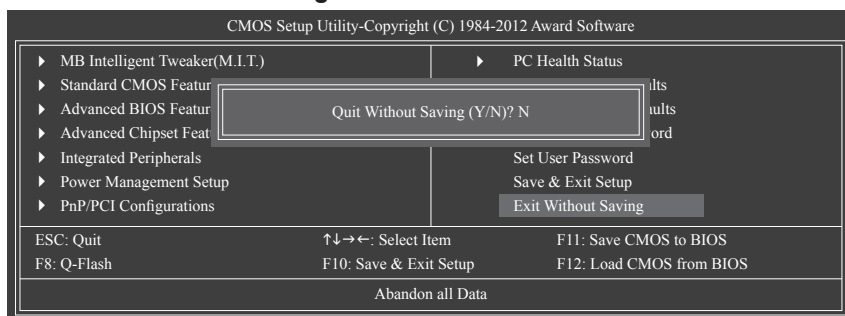 CMOS Setup Utility-Copyright (C) 1984-2012 Award Software
MB Intelligent Tweaker(M.I.T.)
Standard CMOS Featur
Advanced BIOS Featur
Advanced Chipset Feat
Integrated Peripherals
Power Management Setup
PnP/PCI Configurations
PC Health Status
Set User Password
Save & Exit Setup
Exit Without Saving
Quit Without Saving (Y/N)? N
ESC: Quit ↑↓→←: Select Item F11: Save CMOS to BIOS
F8: Q-Flash F10: Save & Exit Setup F12: Load CMOS from BIOS
Abandon all Data